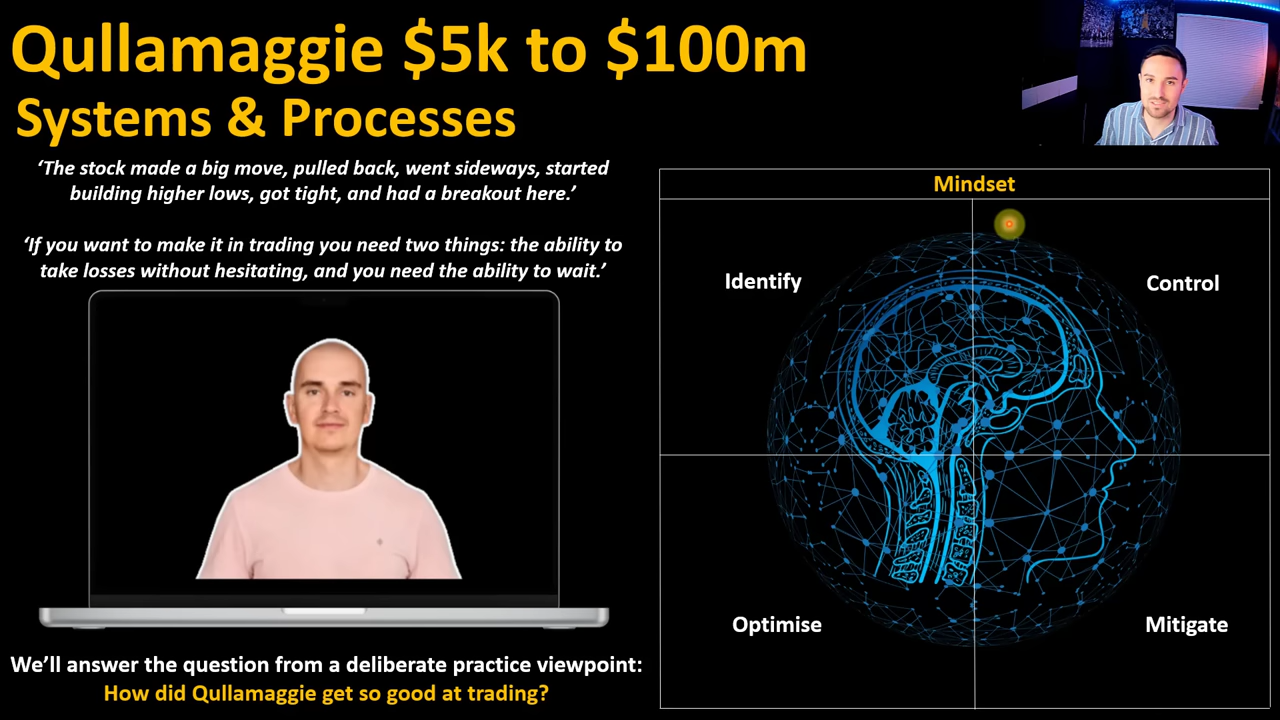 Qullamaggie $5k to $100m
Systems & Processes
‘The stock made a big move, pulled back, went sideways, started
building higher lows, got tight, and had a breakout here.’
‘If you want to make it in trading you need two things: the ability to
take losses without hesitating, and you need the ability to wait.’
We’ll answer the question from a deliberate practice viewpoint:
How did Qullamaggie get so good at trading?
Mindset
Identify
Control
Optimise
Mitigate